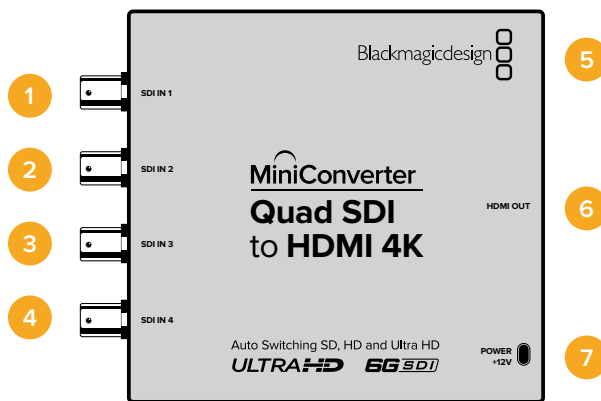 Blackmagicdesign
5
1
SDI IN 1
2
SDI IN 2
MiniConverter
Quad SDI
HDMI OUT
6
3
SDI IN 3
to HDMI 4K
4
SDI IN 4
Auto Switching SD, HD and Ultra HD
ULTRA HD 6G SDI
POWER
+12V
7